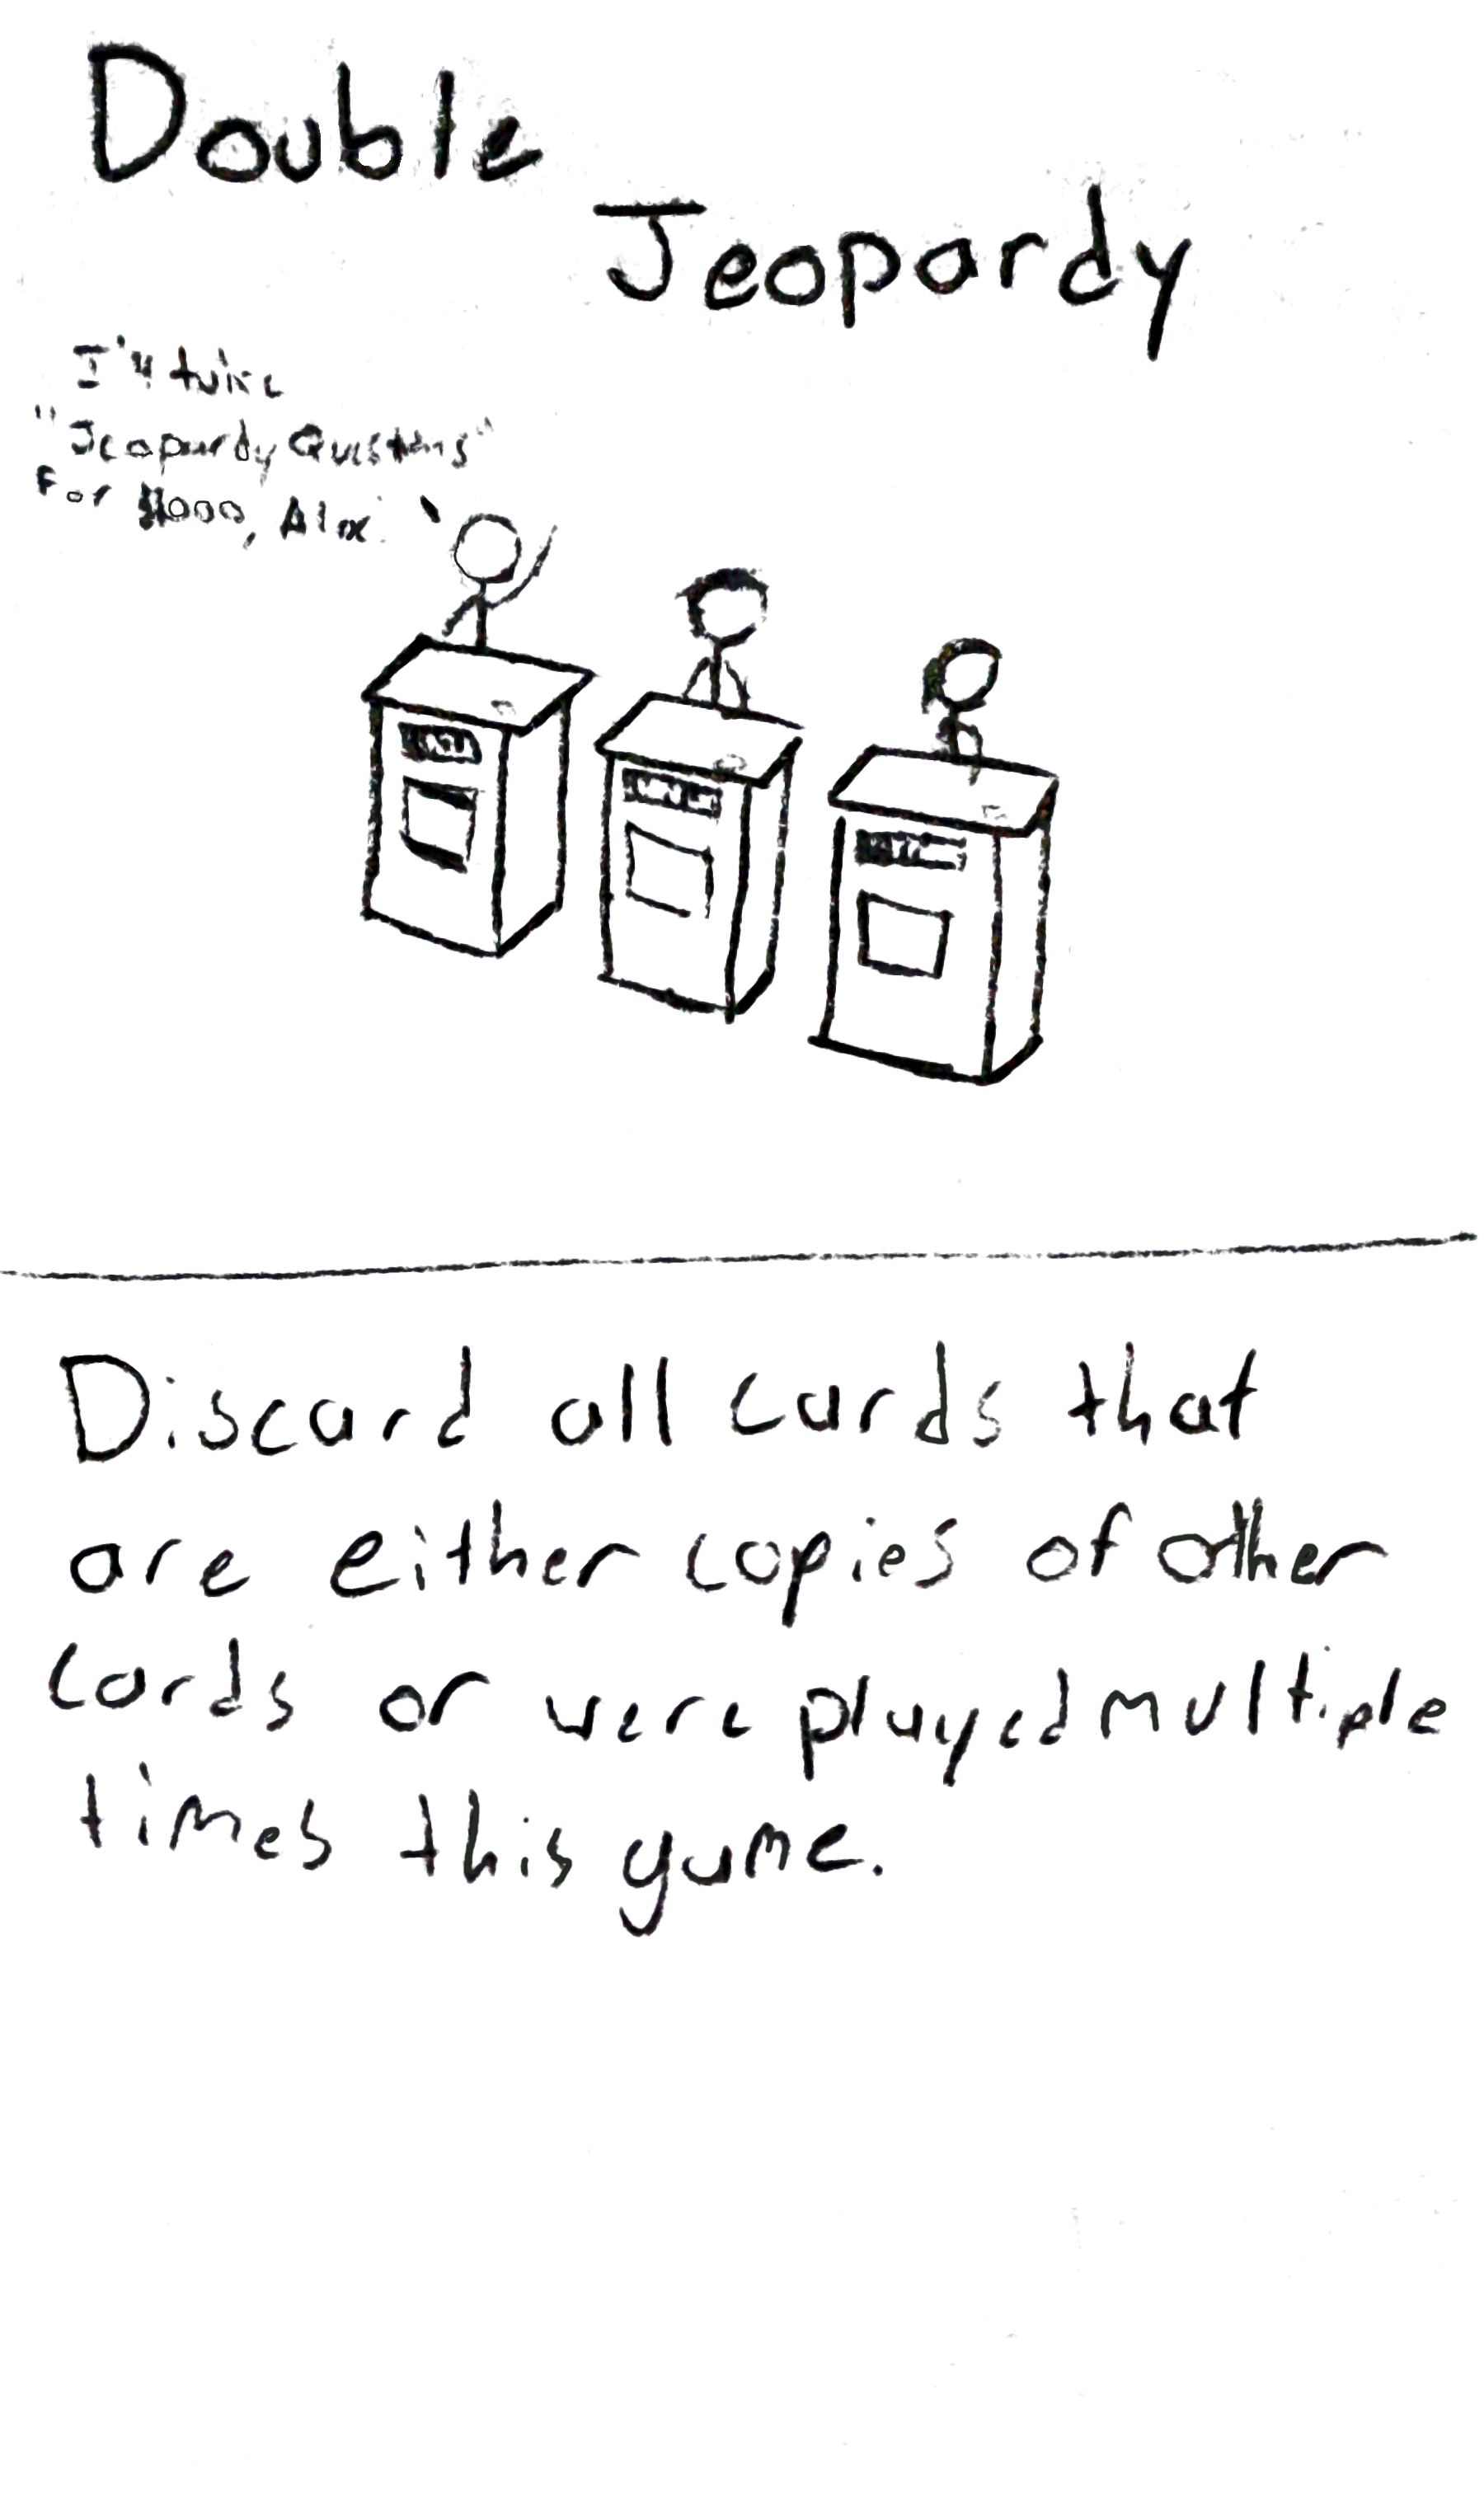 Double
Jeopardy
I'll take
"Jeopardy Questions"
For $1000, Alex.
Discard all cards that
are either copies of other
cards or were played multiple
times this game.